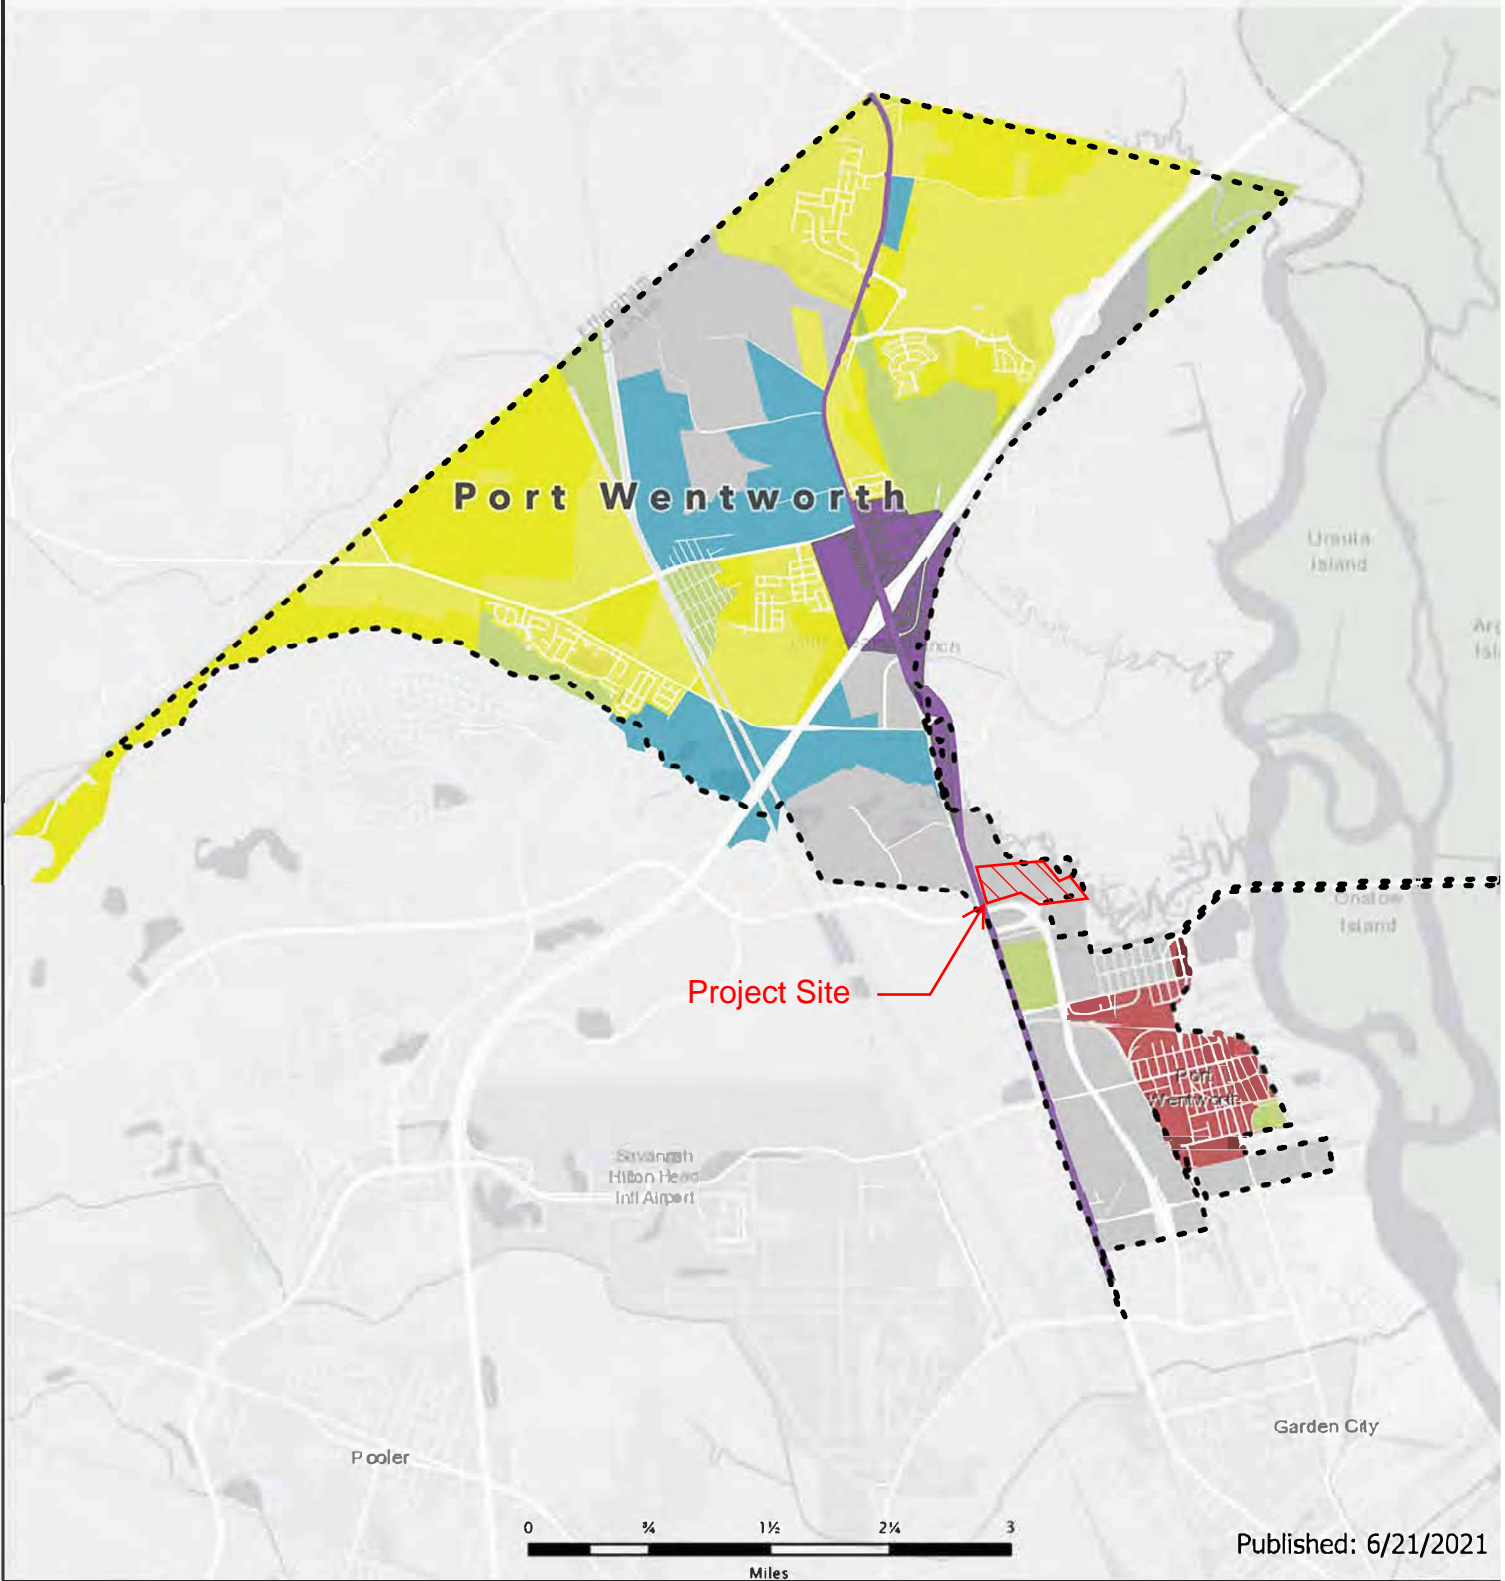 Effingham
Port Wentworth
Ursula
Island
Onslow
Island
Project Site
Port
Wentworth
Savannah
Hilton Head
Intl Airport
Garden City
Pooler
0 ¾ 1½ 2¼ 3
Miles
Published: 6/21/2021